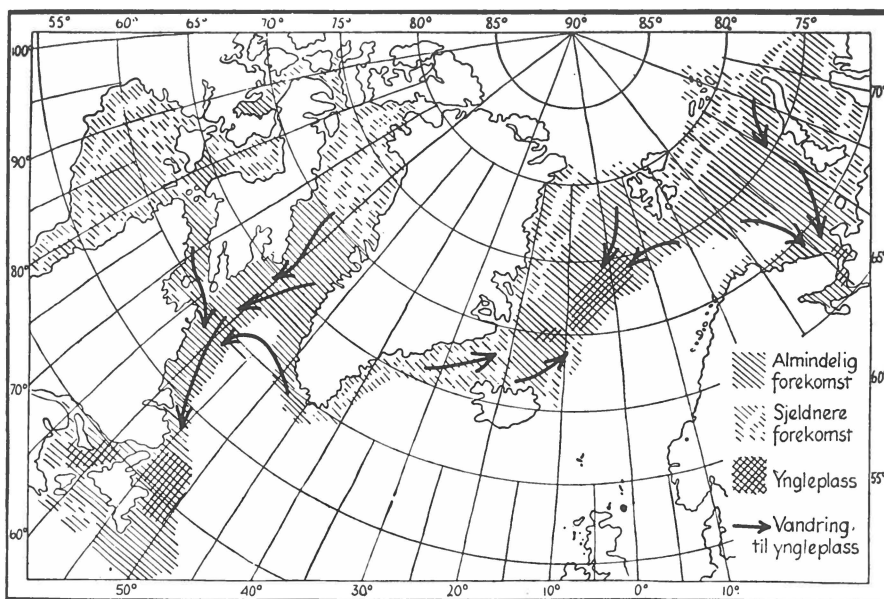 55° 60° 65° 70° 75° 80° 85° 90° 85° 80° 75°
100°
70°
90°
80°
65°
Almindelig
forekomst
70°
60°
Sjeldnere
forekomst
Yngleplass
55°
Vandring.
til yngleplass
60°
50° 40° 30° 20° 10° 0° 10°